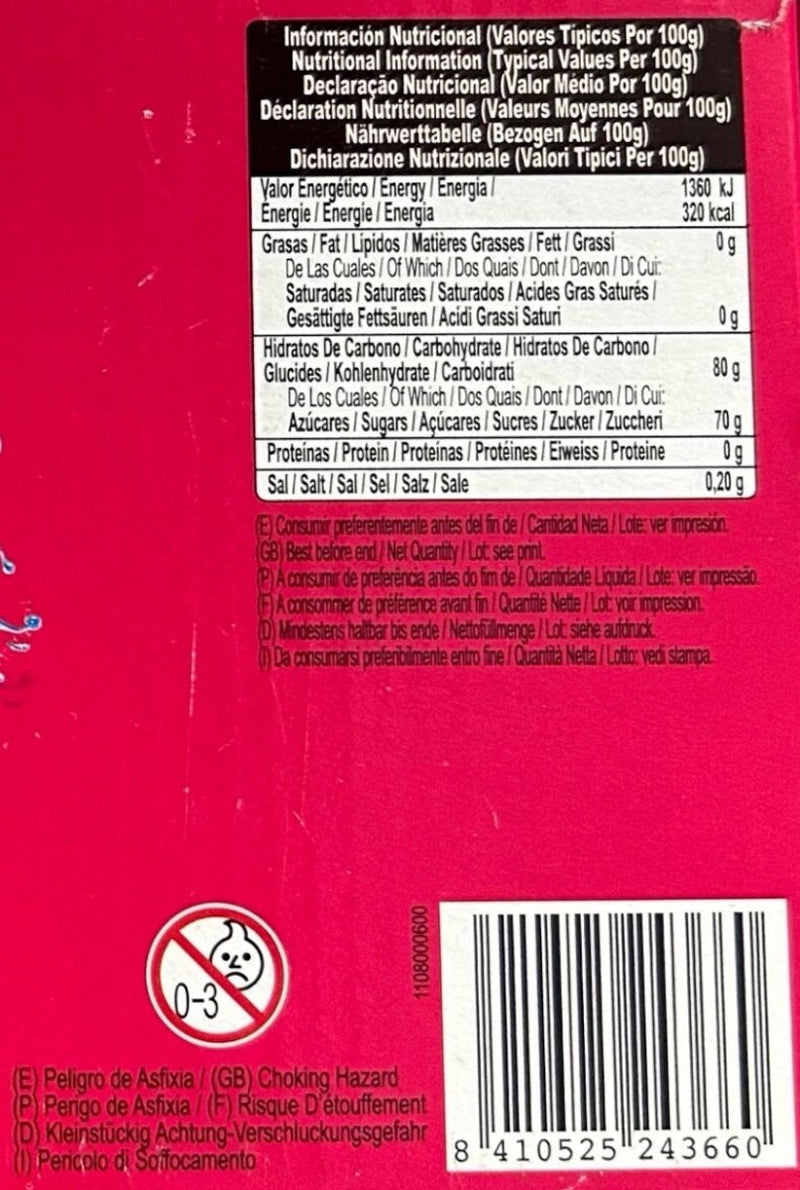 Información Nutricional (Valores Tipicos Por 100g)
Nutritional Information (Typical Values Per 100g)
Declaração Nutricional (Valor Médio Por 100g)
Déclaration Nutritionnelle (Valeurs Moyennes Pour 100g)
Nährwerttabelle (Bezogen Auf 100g)
Dichiarazione Nutrizionale (Valori Tipici Per 100g)
Valor Energético / Energy / Energia / 1360 kJ
Energie / Energie / Energia 320 kcal
Grasas / Fat / Lipidos / Matières Grasses / Fett / Grassi 0 g
De Las Cuales / Of Which / Dos Quais / Dont / Davon / Di Cui:
Saturadas / Saturates / Saturados / Acides Gras Saturés /
Gesättigte Fettsäuren / Acidi Grassi Saturi 0 g
Hidratos De Carbono / Carbohydrate / Hidratos De Carbono /
Glucides / Kohlenhydrate / Carboidrati 80 g
De Los Cuales / Of Which / Dos Quais / Dont / Davon / Di Cui:
Azúcares / Sugars / Açúcares / Sucres / Zucker / Zuccheri 70 g
Proteínas / Protein / Proteínas / Protéines / Eiweiss / Proteine 0 g
Sal / Salt / Sal / Sel / Salz / Sale 0,20 g
(E) Consumir preferentemente antes del fin de / Cantidad Neta / Lote: ver impresión.
(GB) Best before end / Net Quantity / Lot: see print.
(P) A consumir de preferência antes do fim de / Quantidade Liquida / Lote: ver impressão.
(F) A consommer de préférence avant fin / Quantité Nette / Lot: voir impression.
(D) Mindestens haltbar bis ende / Nettofüllmenge / Lot: siehe aufdruck.
(I) Da consumarsi preferibilmente entro fine / Quantità Netta / Lotto: vedi stampa.
0-3
1108000600
(E) Peligro de Asfixia / (GB) Choking Hazard
(P) Perigo de Asfixia / (F) Risque D'étouffement
(D) Kleinstückig Achtung-Verschluckungsgefahr
(I) Pericolo di Soffocamento
8 410525 243660